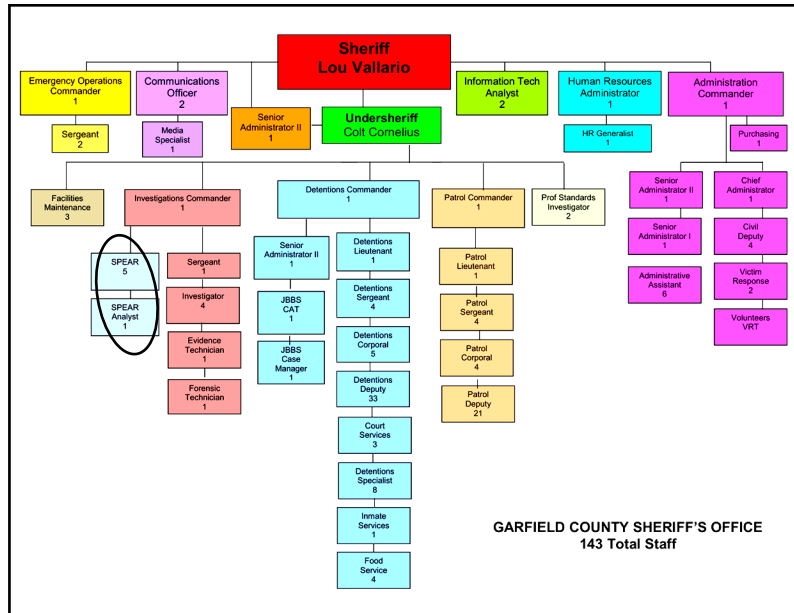 Sheriff
Lou Vallario
Emergency Operations
Commander
1
Communications
Officer
2
Information Tech
Analyst
2
Human Resources
Administrator
1
Administration
Commander
1
Sergeant
2
Media
Specialist
1
Senior
Administrator II
1
Undersheriff
Colt Cornelius
HR Generalist
1
Purchasing
1
Facilities
Maintenance
3
Investigations Commander
1
Detentions Commander
1
Patrol Commander
1
Prof Standards
Investigator
2
Senior
Administrator II
1
Chief
Administrator
1
SPEAR
5
SPEAR
Analyst
1
Sergeant
1
Investigator
4
Evidence
Technician
1
Forensic
Technician
1
Senior
Administrator II
1
JBBS
CAT
1
JBBS
Case
Manager
1
Detentions
Lieutenant
1
Detentions
Sergeant
4
Detentions
Corporal
5
Detentions
Deputy
33
Court
Services
3
Detentions
Specialist
8
Inmate
Services
1
Food
Service
4
Patrol
Lieutenant
1
Patrol
Sergeant
4
Patrol
Corporal
4
Patrol
Deputy
21
Senior
Administrator I
1
Administrative
Assistant
6
Civil
Deputy
4
Victim
Response
2
Volunteers
VRT
GARFIELD COUNTY SHERIFF'S OFFICE
143 Total Staff